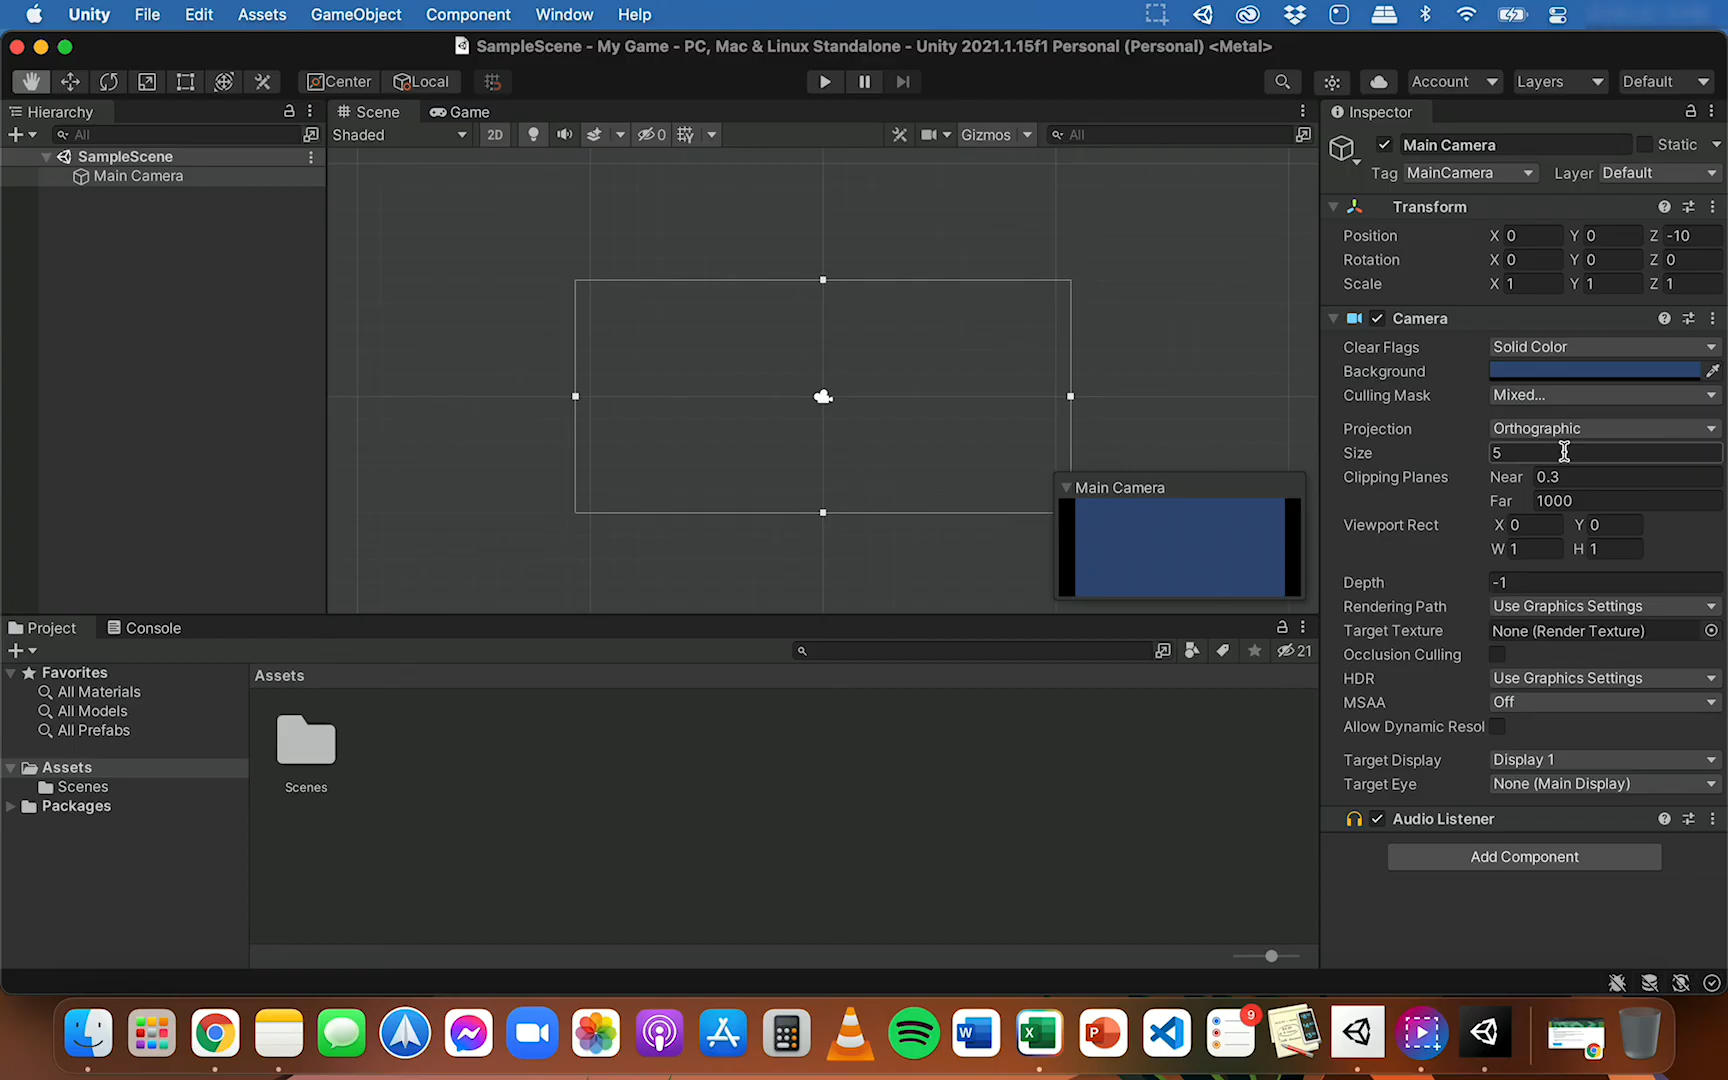 Unity File Edit Assets GameObject Component Window Help
SampleScene - My Game - PC, Mac & Linux Standalone - Unity 2021.1.15f1 Personal (Personal) <Metal>
Center Local Account Layers Default
Hierarchy
All
SampleScene
Main Camera
Scene Game
Shaded 2D 0 Gizmos All
Main Camera
Inspector
Main Camera Static
Tag MainCamera Layer Default
Transform
Position X 0 Y 0 Z -10
Rotation X 0 Y 0 Z 0
Scale X 1 Y 1 Z 1
Camera
Clear Flags Solid Color
Background
Culling Mask Mixed...
Projection Orthographic
Size 5
Clipping Planes Near 0.3
Far 1000
Viewport Rect X 0 Y 0
W 1 H 1
Depth -1
Rendering Path Use Graphics Settings
Target Texture None (Render Texture)
Occlusion Culling
HDR Use Graphics Settings
MSAA Off
Allow Dynamic Resol
Target Display Display 1
Target Eye None (Main Display)
Audio Listener
Add Component
Project Console
21
Favorites
All Materials
All Models
All Prefabs
Assets
Scenes
Packages
Assets
Scenes
W X P 9